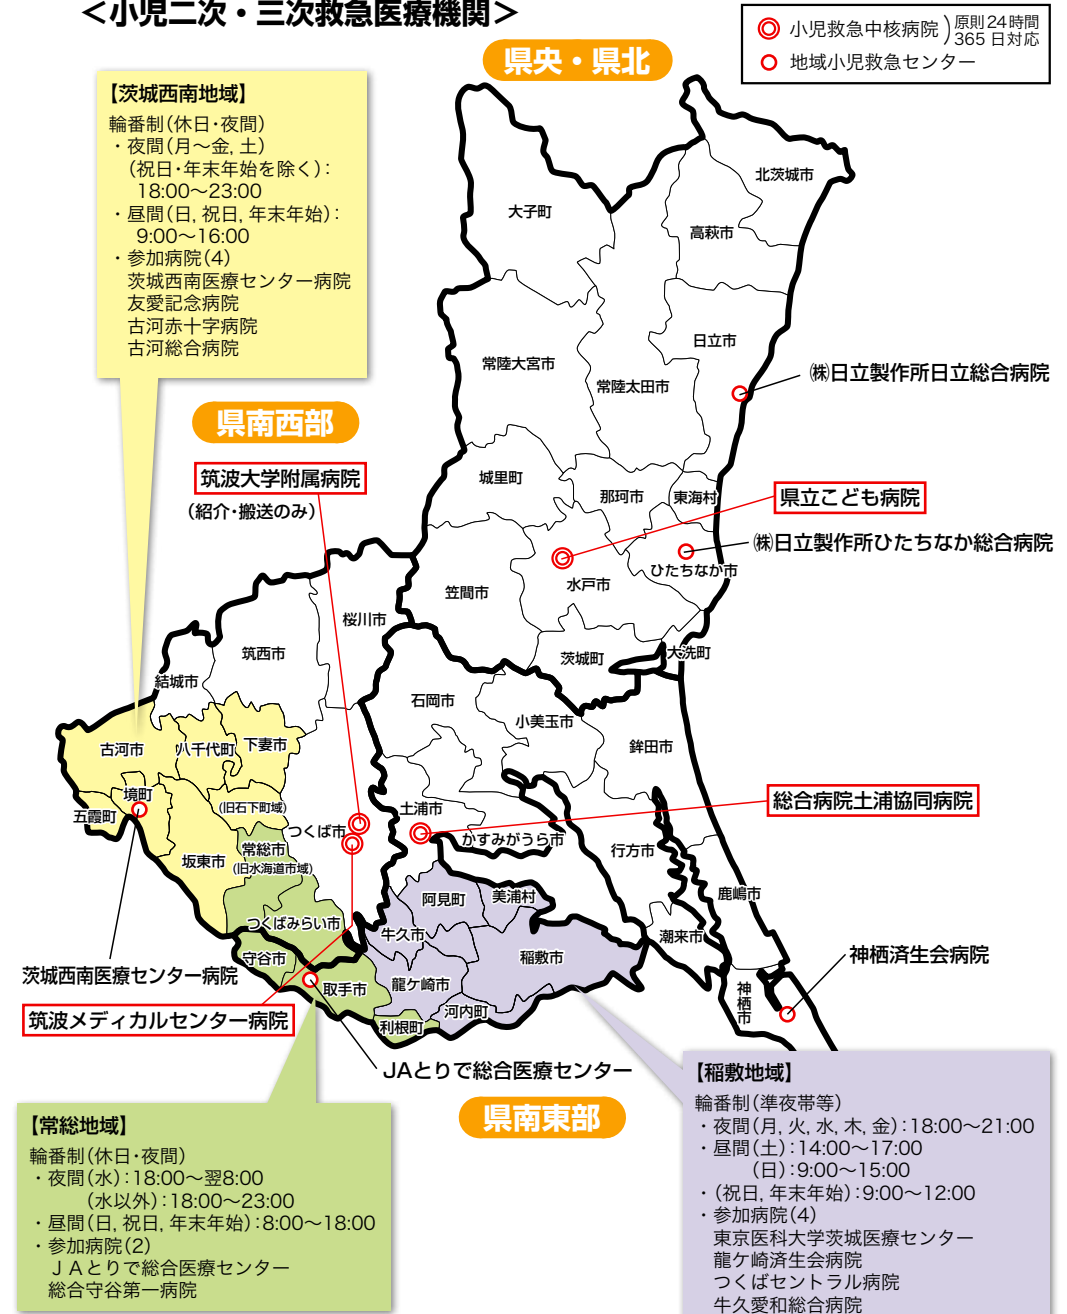 ＜小児二次・三次救急医療機関＞
◎ 小児救急中核病院）原則24時間
365日対応
○ 地域小児救急センター
県央・県北
【茨城西南地域】
輪番制（休日・夜間）
・夜間（月～金, 土）
（祝日・年末年始を除く）：
18:00～23:00
・昼間（日, 祝日, 年末年始）：
9:00～16:00
・参加病院（4）
茨城西南医療センター病院
友愛記念病院
古河赤十字病院
古河総合病院
北茨城市
大子町
高萩市
日立市
常陸大宮市
常陸太田市
㈱日立製作所日立総合病院
県南西部
筑波大学附属病院
（紹介・搬送のみ）
城里町
那珂市
東海村
県立こども病院
㈱日立製作所ひたちなか総合病院
ひたちなか市
水戸市
笠間市
桜川市
筑西市
茨城町
大洗町
結城市
石岡市
小美玉市
鉾田市
古河市
八千代町
下妻市
境町
五霞町
（旧石下町域）
つくば市
土浦市
総合病院土浦協同病院
かすみがうら市
常総市
（旧水海道市域）
坂東市
行方市
鹿嶋市
阿見町
美浦村
つくばみらい市
牛久市
潮来市
稲敷市
守谷市
神栖済生会病院
茨城西南医療センター病院
取手市
龍ケ崎市
神栖市
河内町
筑波メディカルセンター病院
利根町
JAとりで総合医療センター
県南東部
【稲敷地域】
輪番制（準夜帯等）
・夜間（月, 火, 水, 木, 金）：18:00～21:00
・昼間（土）：14:00～17:00
（日）：9:00～15:00
・（祝日, 年末年始）：9:00～12:00
・参加病院（4）
東京医科大学茨城医療センター
龍ケ崎済生会病院
つくばセントラル病院
牛久愛和総合病院
【常総地域】
輪番制（休日・夜間）
・夜間（水）：18:00～翌8:00
（水以外）：18:00～23:00
・昼間（日, 祝日, 年末年始）：8:00～18:00
・参加病院（2）
ＪＡとりで総合医療センター
総合守谷第一病院